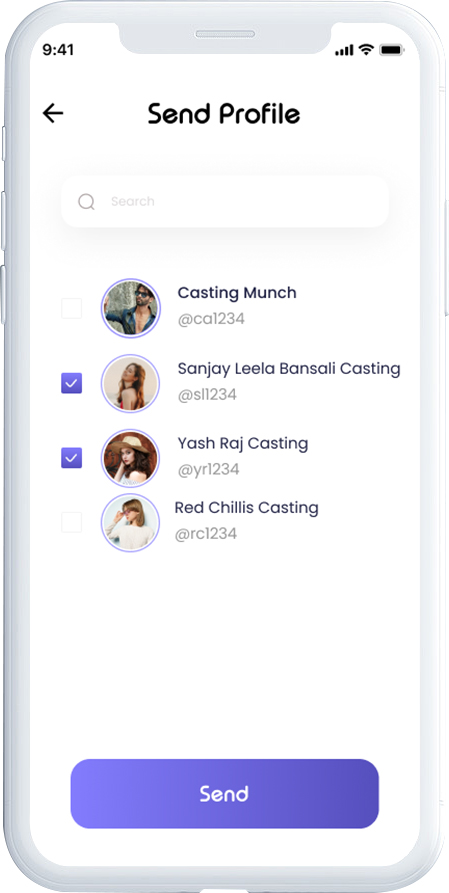 9:41
Send Profile
Search
Casting Munch
@ca1234
Sanjay Leela Bansali Casting
@sl1234
Yash Raj Casting
@yr1234
Red Chillis Casting
@rc1234
Send